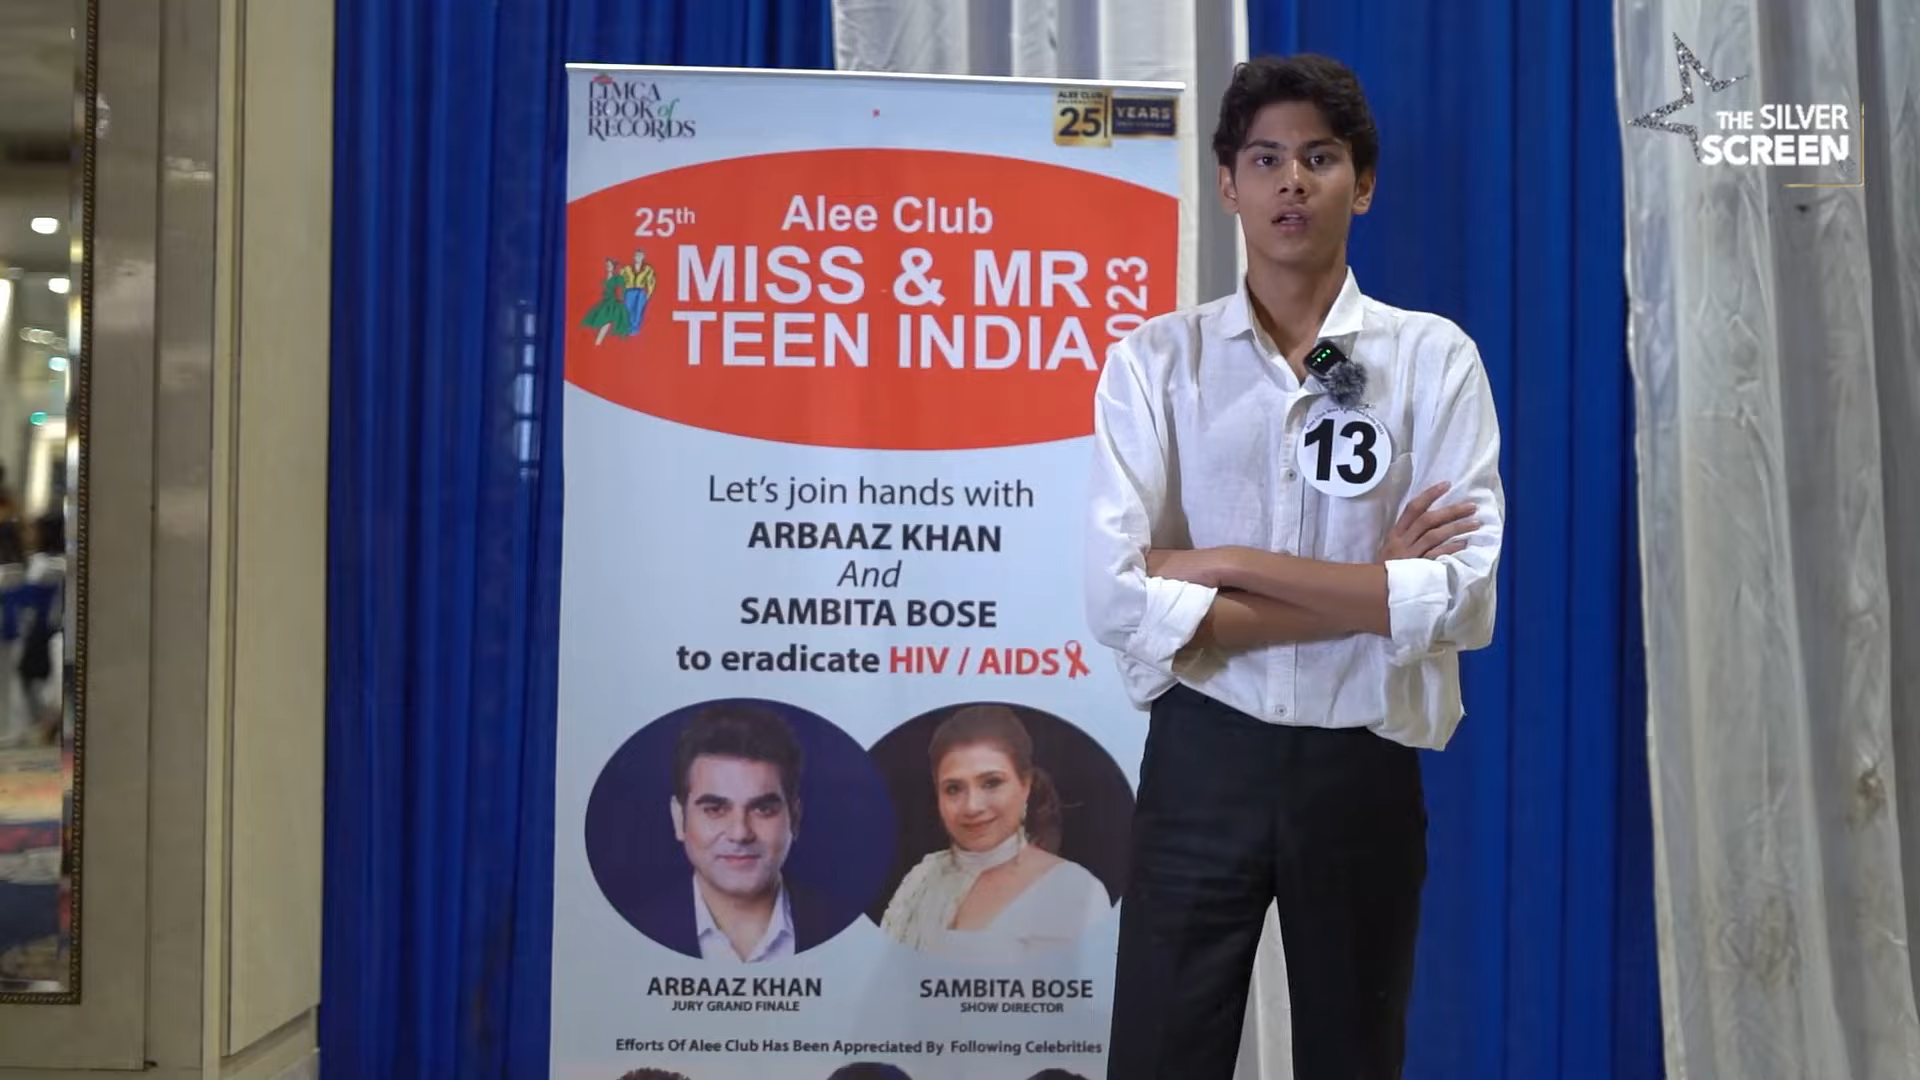 LIMCA
BOOK of
RECORDS
ALEE CLUB
25 YEARS
25th Alee Club
MISS & MR
TEEN INDIA
Let's join hands with
ARBAAZ KHAN
And
SAMBITA BOSE
to eradicate HIV / AIDS
ARBAAZ KHAN
JURY GRAND FINALE
SAMBITA BOSE
SHOW DIRECTOR
Efforts Of Alee Club Has Been Appreciated By Following Celebrities
13
THE SILVER
SCREEN